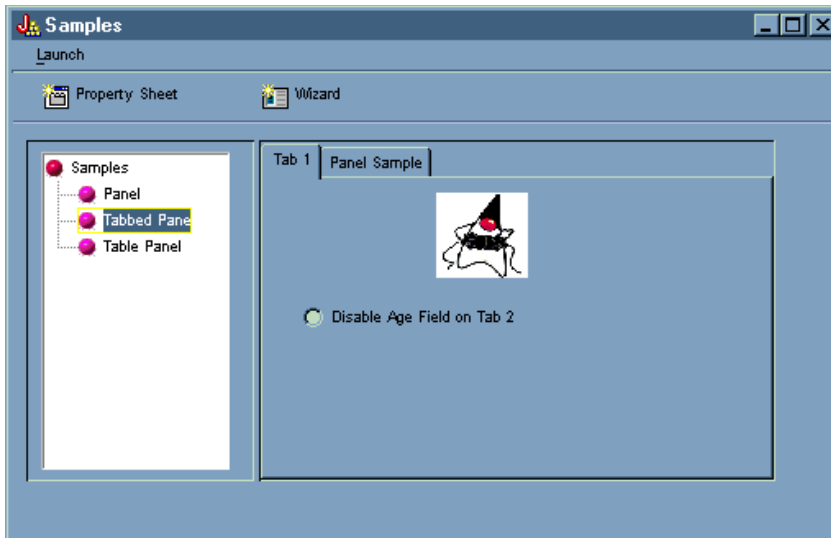 Samples
Launch
Property Sheet Wizard
Tab 1 Panel Sample
Samples
Panel
Tabbed Pane
Table Panel
Disable Age Field on Tab 2